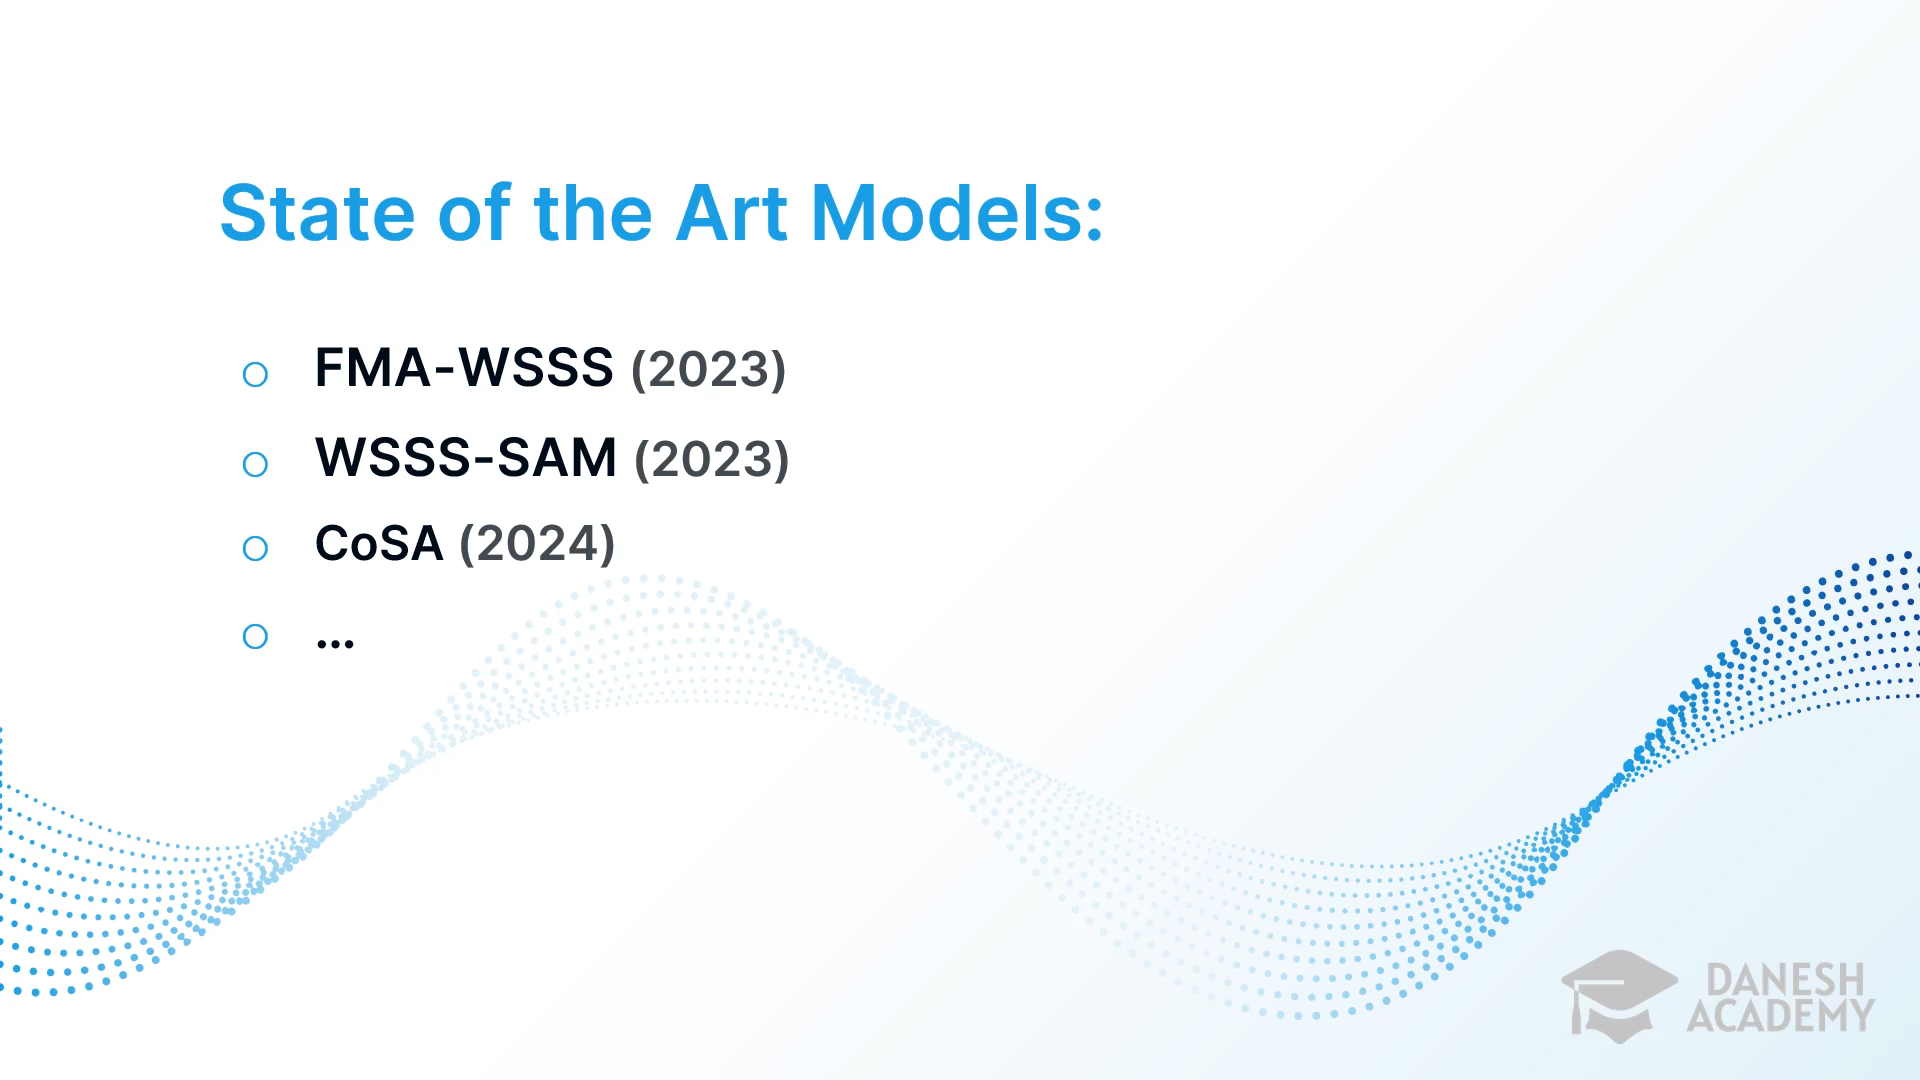 State of the Art Models:
FMA-WSSS (2023)
WSSS-SAM (2023)
CoSA (2024)
...
DANESH
ACADEMY